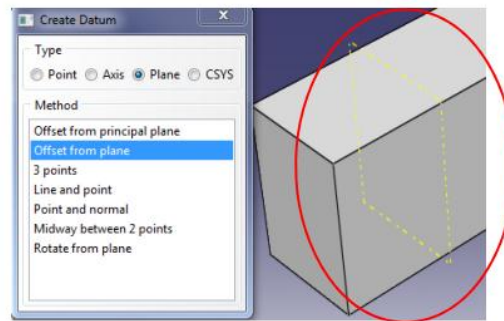 Create Datum
X
Type
Point Axis Plane CSYS
Method
Offset from principal plane
Offset from plane
3 points
Line and point
Point and normal
Midway between 2 points
Rotate from plane